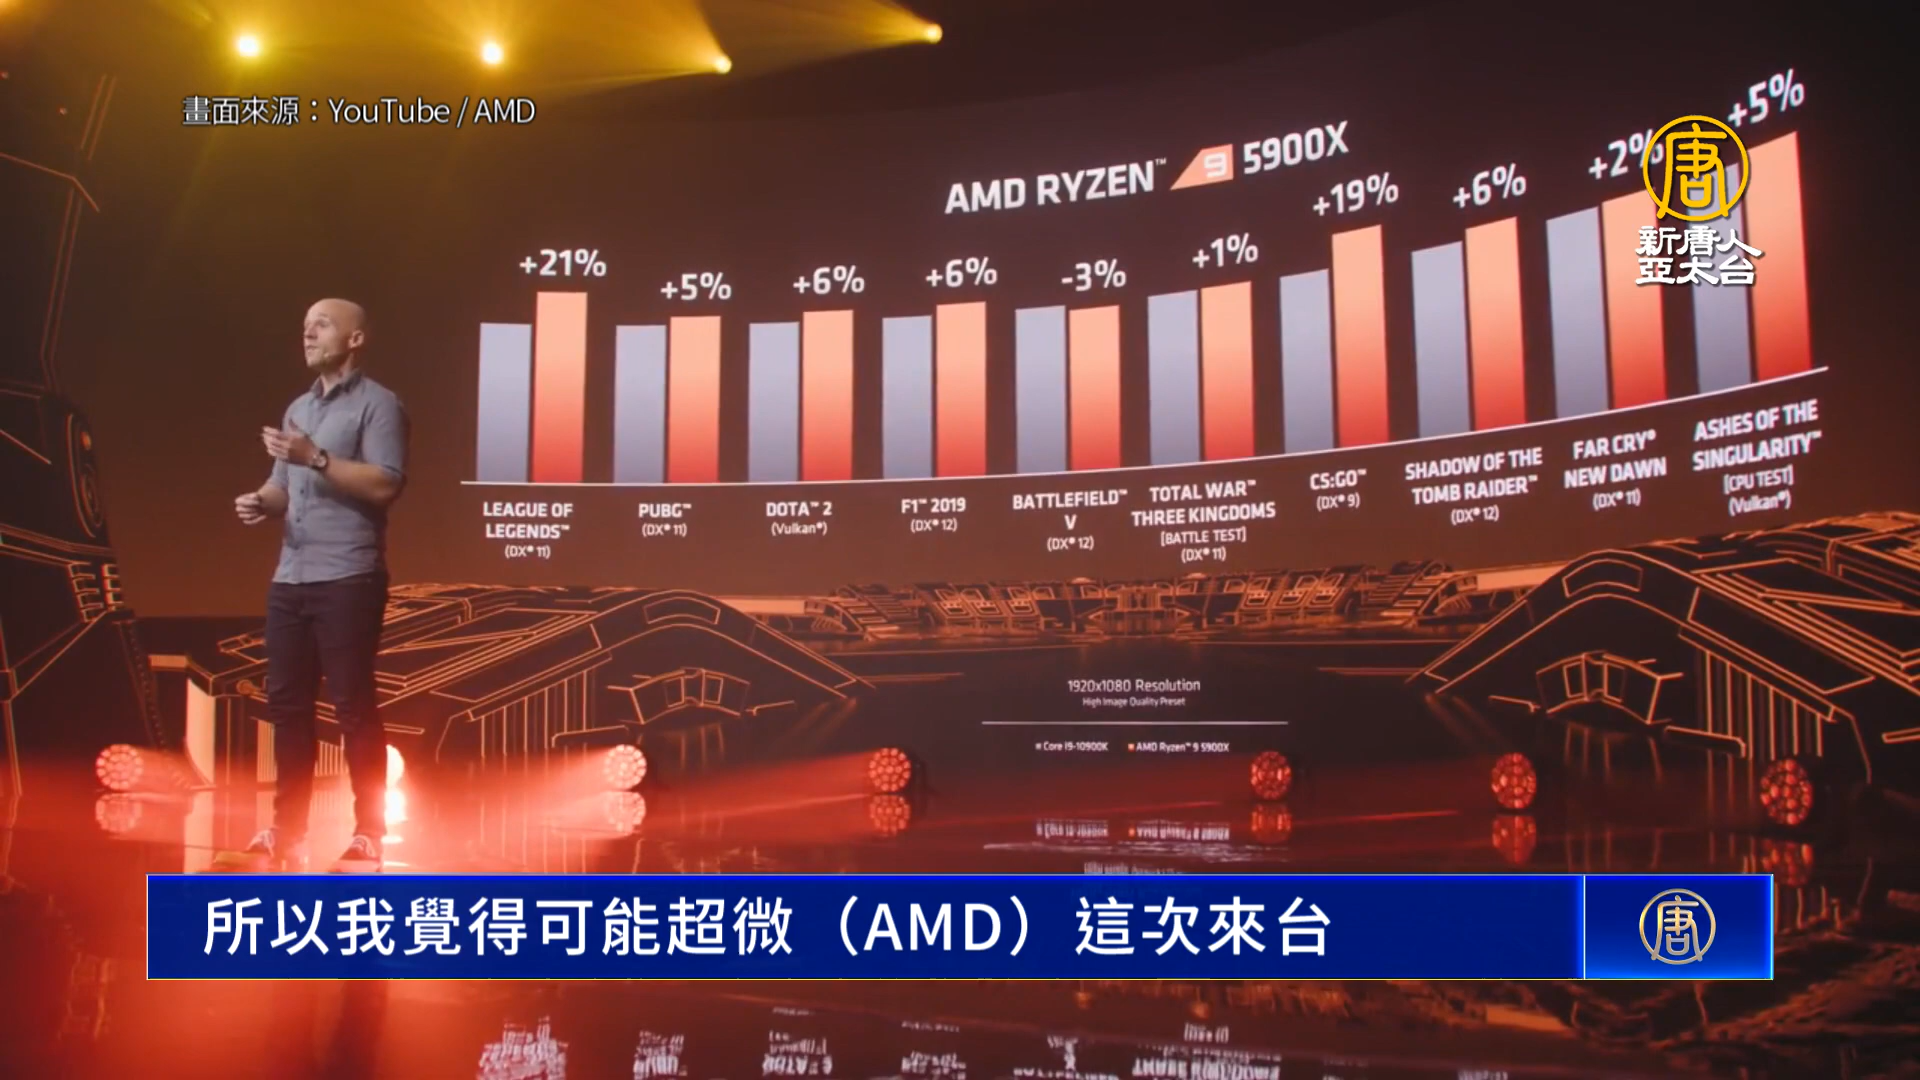 畫面來源：YouTube / AMD
AMD RYZEN™ 9 5900X
+21%
+5%
+6%
+6%
-3%
+1%
+19%
+6%
+2%
+5%
唐
新唐人
亞太台
LEAGUE OF
LEGENDS™
(DX® 11)
PUBG™
(DX® 11)
DOTA™ 2
(Vulkan®)
F1™ 2019
(DX® 12)
BATTLEFIELD™
V
(DX® 12)
TOTAL WAR™
THREE KINGDOMS
[BATTLE TEST]
(DX® 11)
CS:GO™
(DX® 9)
SHADOW OF THE
TOMB RAIDER™
(DX® 12)
FAR CRY®
NEW DAWN
(DX® 11)
ASHES OF THE
SINGULARITY™
[CPU TEST]
(Vulkan®)
1920x1080 Resolution
High Image Quality Preset
Core i9-10900K
AMD Ryzen™ 9 5900X
所以我覺得可能超微（AMD）這次來台
唐